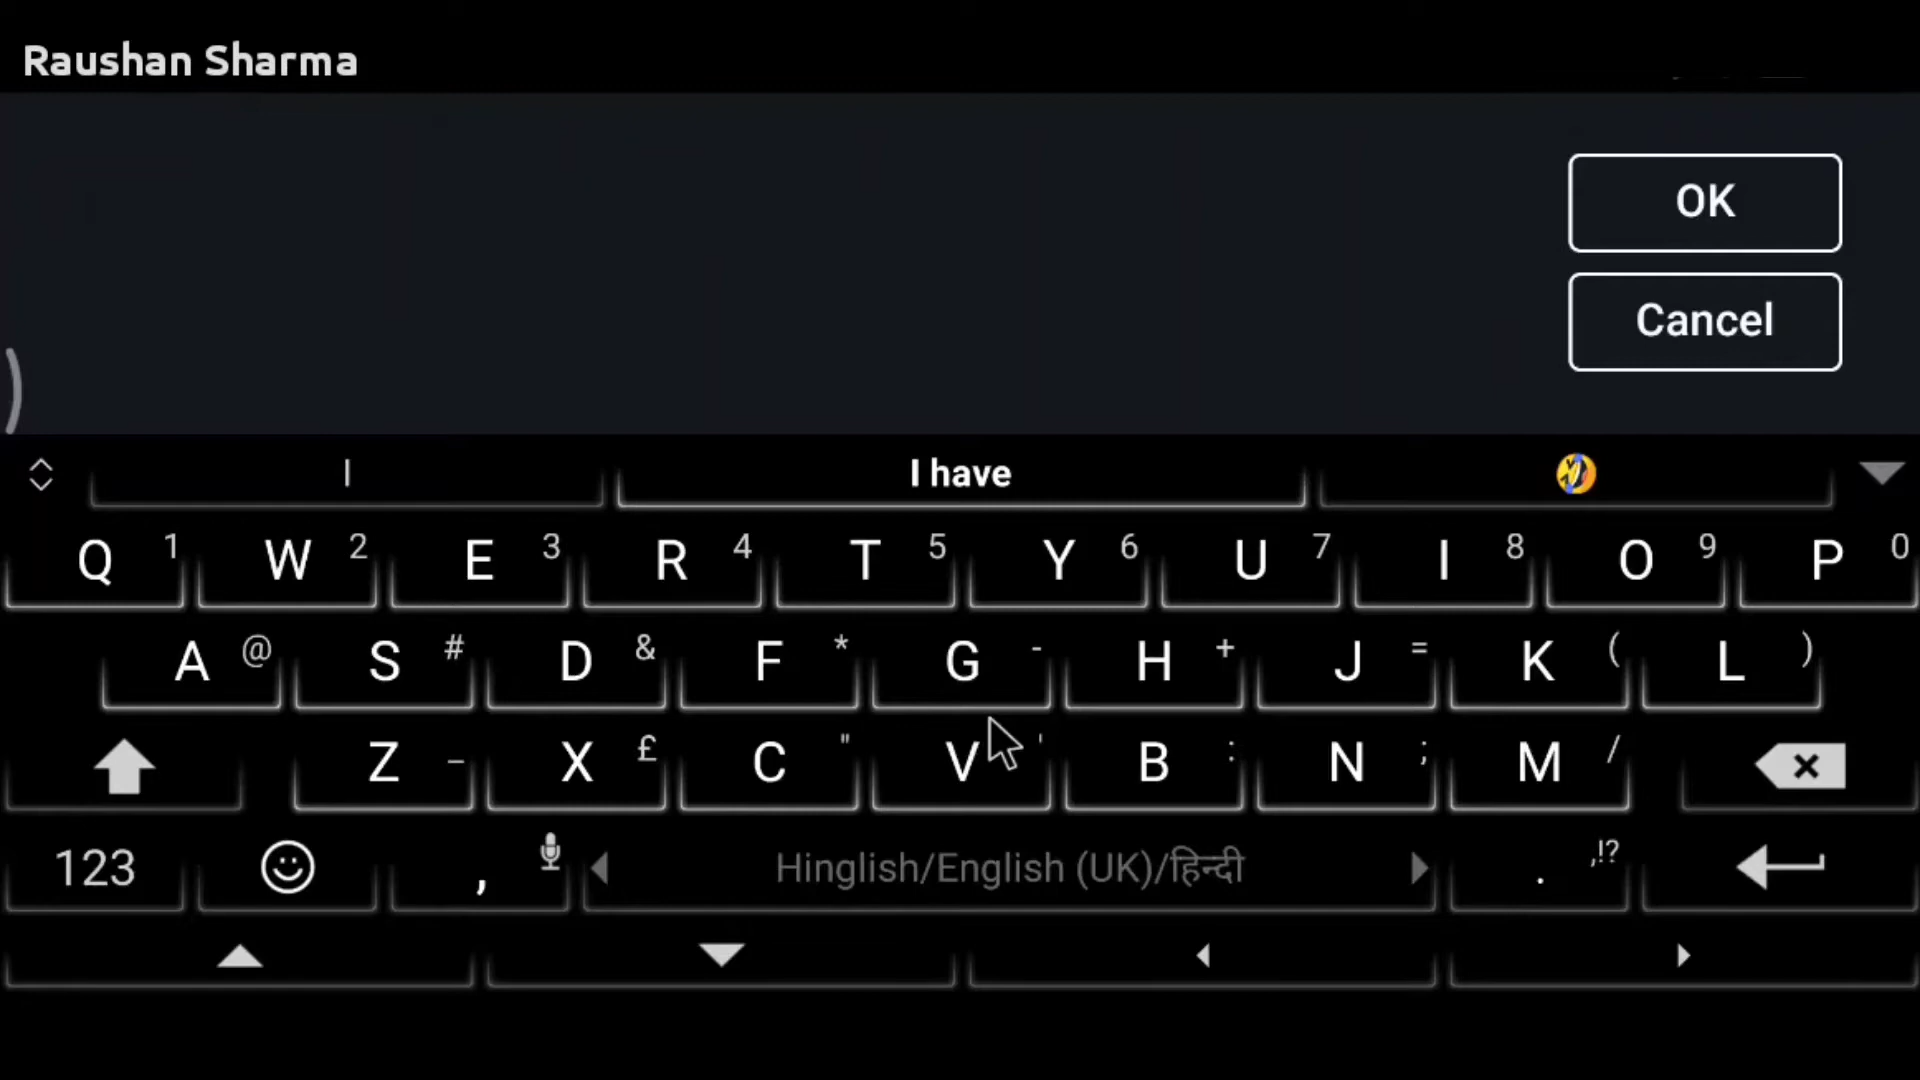 Raushan Sharma
OK
Cancel
I I have
Q 1 W 2 E 3 R 4 T 5 Y 6 U 7 I 8 O 9 P 0
A @ S # D & F * G - H + J = K ( L )
Z _ X £ C " V ' B : N ; M /
123 , Hinglish/English (UK)/हिन्दी . ,!?